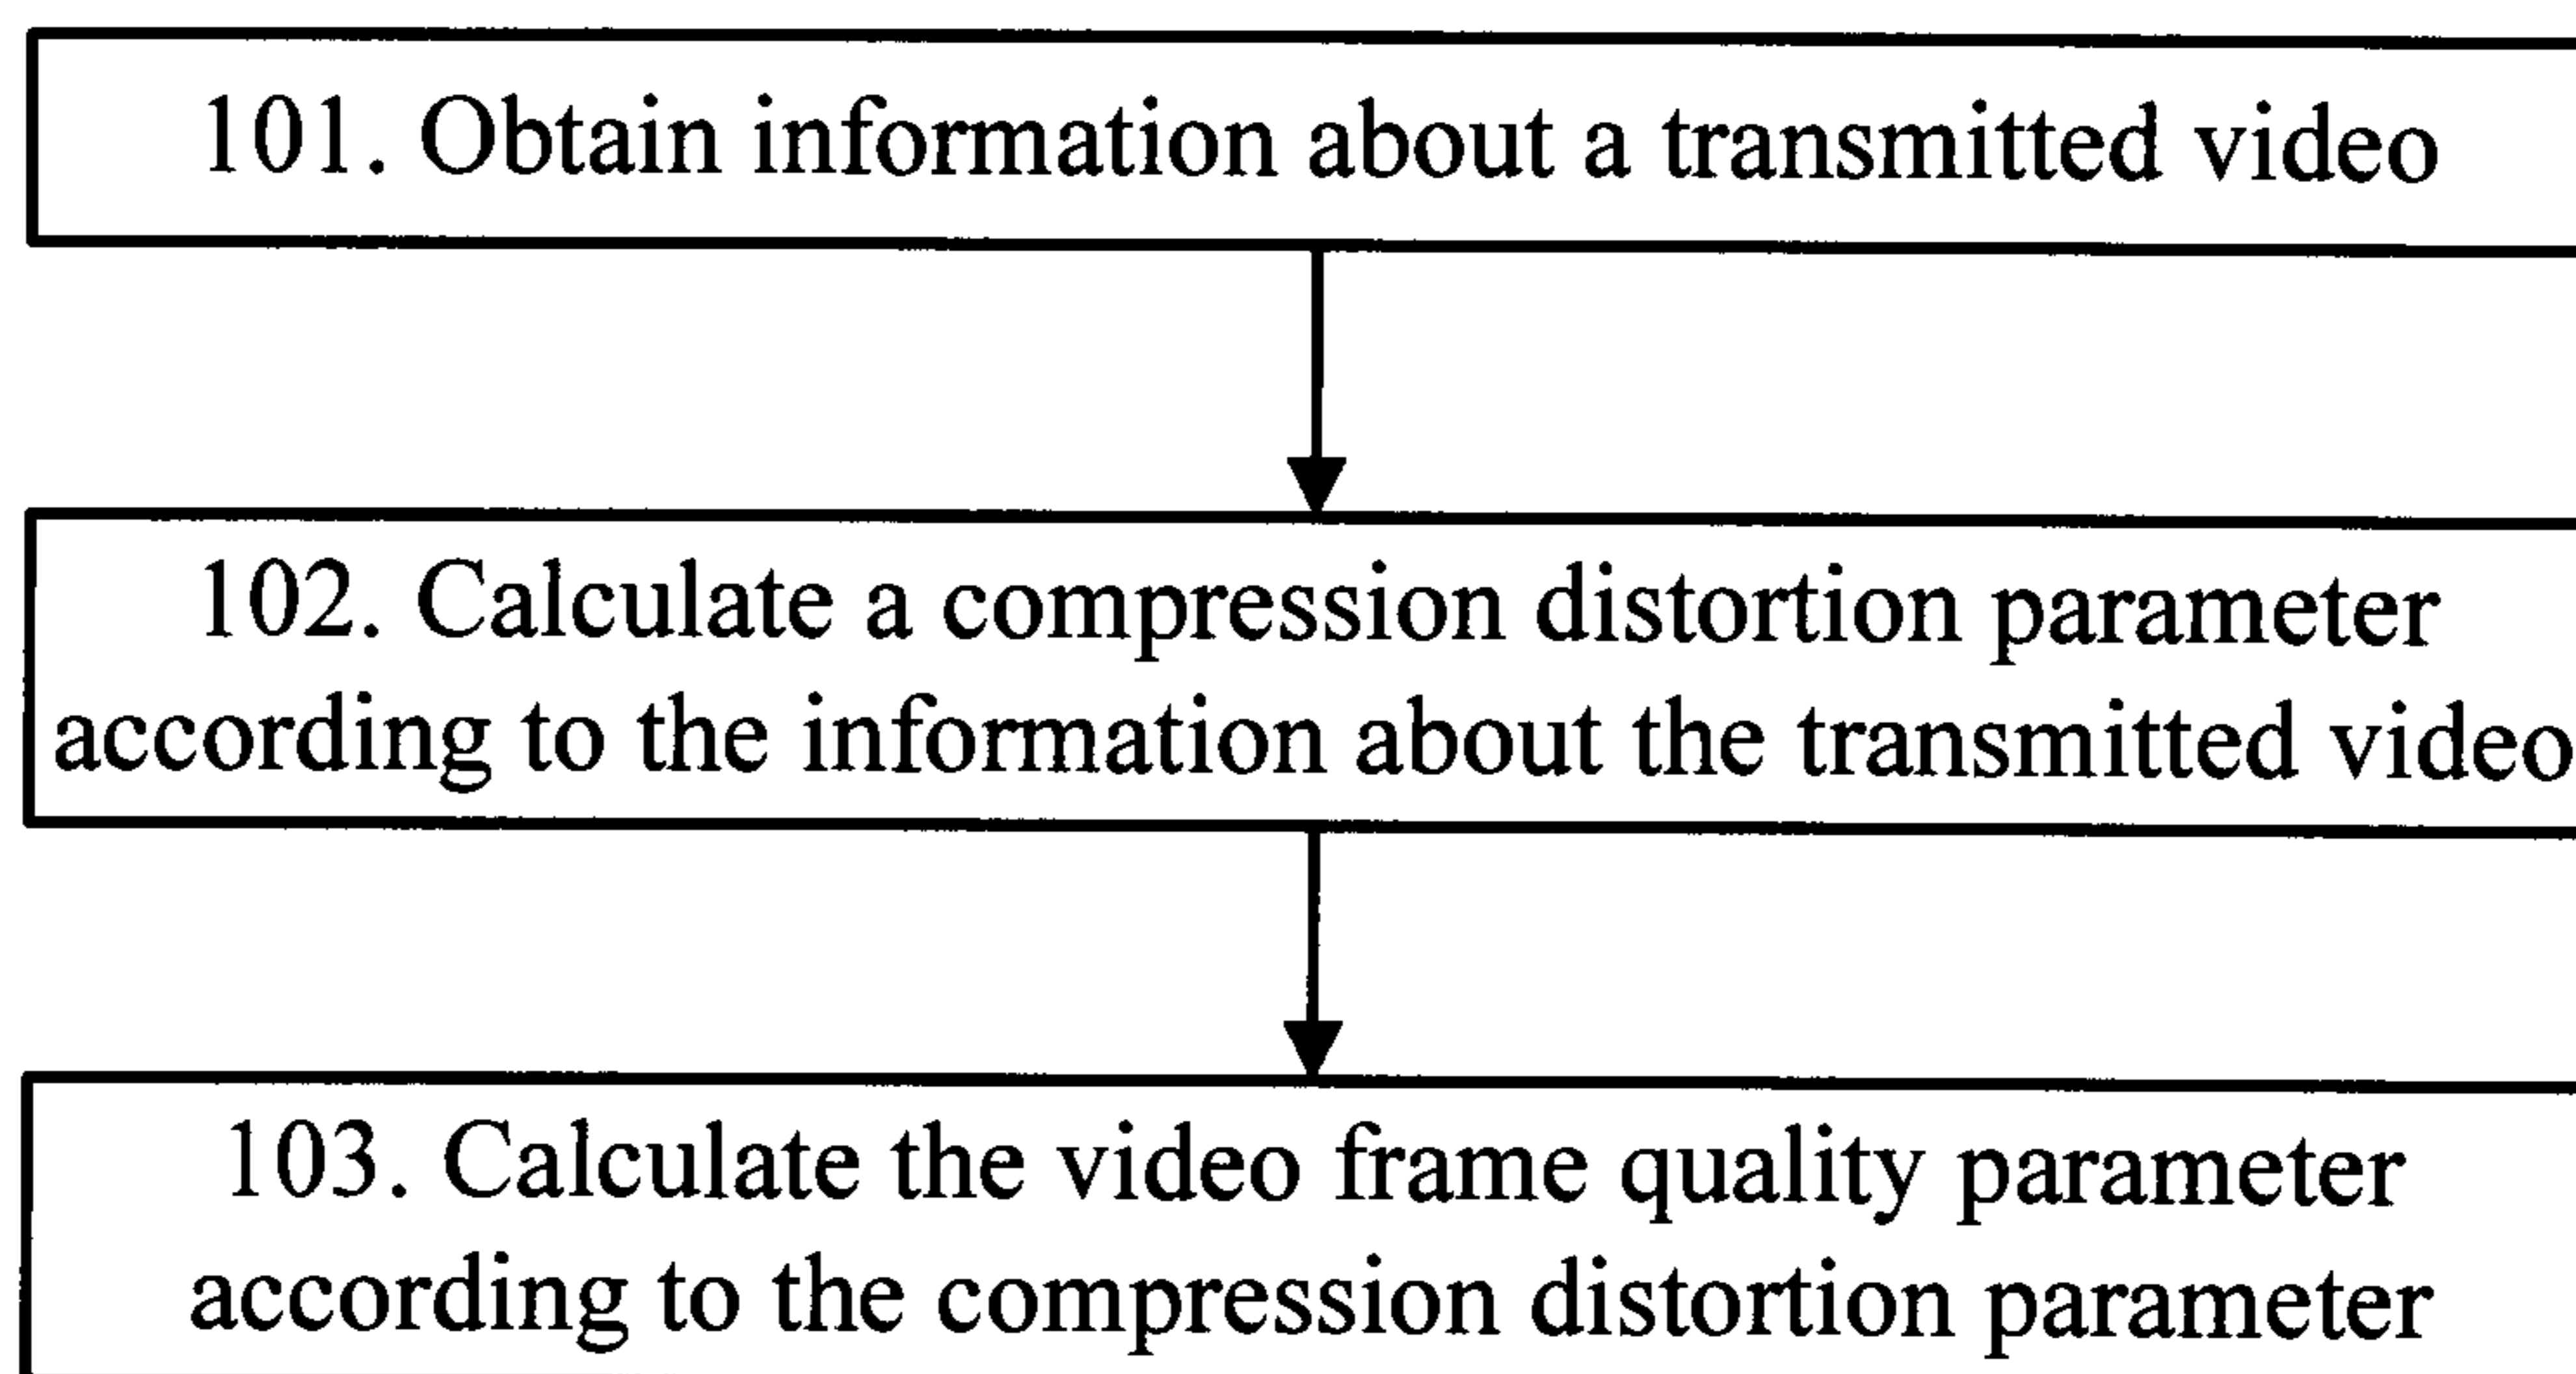 101. Obtain information about a transmitted video
102. Calculate a compression distortion parameter
according to the information about the transmitted video
103. Calculate the video frame quality parameter
according to the compression distortion parameter